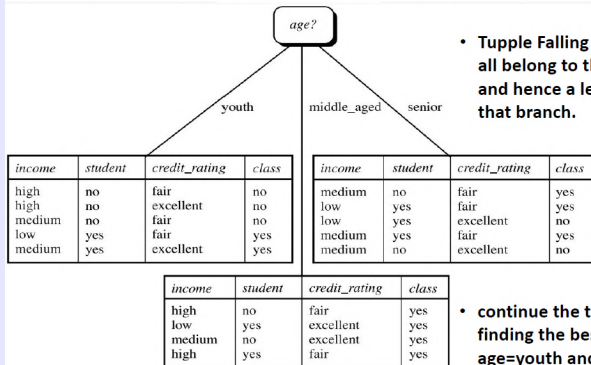 age?
• Tupple Falling
all belong to t
and hence a le
that branch.
youth
middle_aged
senior
income student credit_rating class
high no fair no
high no excellent no
medium no fair no
low yes fair yes
medium yes excellent yes
income student credit_rating class
medium no fair yes
low yes fair yes
low yes excellent no
medium yes fair yes
medium no excellent no
income student credit_rating class
high no fair yes
low yes excellent yes
medium no excellent yes
high yes fair yes
• continue the t
finding the bes
age=youth and